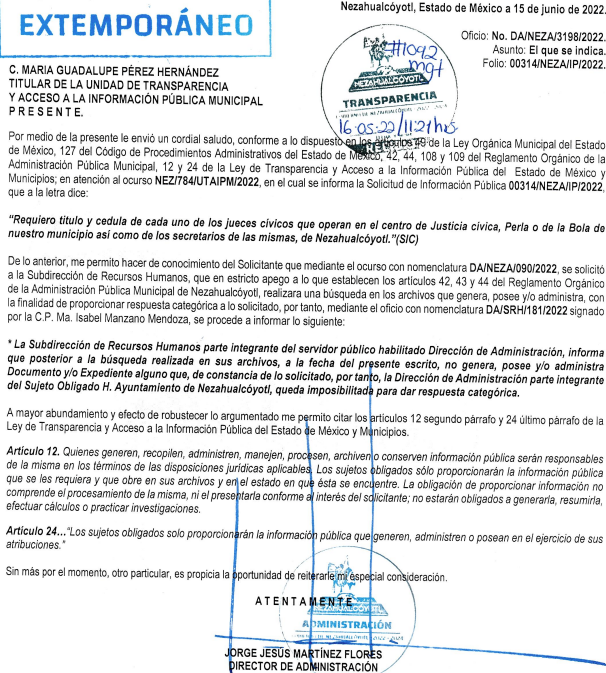 EXTEMPORÁNEO
Nezahualcóyotl, Estado de México a 15 de junio de 2022.
Oficio: No. DA/NEZA/3198/2022.
Asunto: El que se indica.
Folio: 00314/NEZA/IP/2022.
#1092
mgt
NEZAHUALCÓYOTL
TRANSPARENCIA
16-05-22/11:21 hrs
C. MARIA GUADALUPE PÉREZ HERNÁNDEZ
TITULAR DE LA UNIDAD DE TRANSPARENCIA
Y ACCESO A LA INFORMACIÓN PÚBLICA MUNICIPAL
P R E S E N T E.
Por medio de la presente le envió un cordial saludo, conforme a lo dispuesto en los artículos 49 de la Ley Orgánica Municipal del Estado
de México, 127 del Código de Procedimientos Administrativos del Estado de México, 42, 44, 108 y 109 del Reglamento Orgánico de la
Administración Pública Municipal, 12 y 24 de la Ley de Transparencia y Acceso a la Información Pública del Estado de México y
Municipios; en atención al ocurso NEZ/784/UTAIPM/2022, en el cual se informa la Solicitud de Información Pública 00314/NEZA/IP/2022,
que a la letra dice:
“Requiero titulo y cedula de cada uno de los jueces cívicos que operan en el centro de Justicia civica, Perla o de la Bola de
nuestro municipio así como de los secretarios de las mismas, de Nezahualcóyotl.”(SIC)
De lo anterior, me permito hacer de conocimiento del Solicitante que mediante el ocurso con nomenclatura DA/NEZA/090/2022, se solicitó
a la Subdirección de Recursos Humanos, que en estricto apego a lo que establecen los artículos 42, 43 y 44 del Reglamento Orgánico
de la Administración Pública Municipal de Nezahualcóyotl, realizara una búsqueda en los archivos que genera, posee y/o administra, con
la finalidad de proporcionar respuesta categórica a lo solicitado, por tanto, mediante el oficio con nomenclatura DA/SRH/181/2022 signado
por la C.P. Ma. Isabel Manzano Mendoza, se procede a informar lo siguiente:
* La Subdirección de Recursos Humanos parte integrante del servidor público habilitado Dirección de Administración, informa
que posterior a la búsqueda realizada en sus archivos, a la fecha del presente escrito, no genera, posee y/o administra
Documento y/o Expediente alguno que, de constancia de lo solicitado, por tanto, la Dirección de Administración parte integrante
del Sujeto Obligado H. Ayuntamiento de Nezahualcóyotl, queda imposibilitada para dar respuesta categórica.
A mayor abundamiento y efecto de robustecer lo argumentado me permito citar los artículos 12 segundo párrafo y 24 último párrafo de la
Ley de Transparencia y Acceso a la Información Pública del Estado de México y Municipios.
Artículo 12. Quienes generen, recopilen, administren, manejen, procesen, archiven o conserven información pública serán responsables
de la misma en los términos de las disposiciones jurídicas aplicables. Los sujetos obligados sólo proporcionarán la información pública
que se les requiera y que obre en sus archivos y en el estado en que ésta se encuentre. La obligación de proporcionar información no
comprende el procesamiento de la misma, ni el presentarla conforme al interés del solicitante; no estarán obligados a generarla, resumirla,
efectuar cálculos o practicar investigaciones.
Artículo 24…“Los sujetos obligados solo proporcionarán la información pública que generen, administren o posean en el ejercicio de sus
atribuciones.”
Sin más por el momento, otro particular, es propicia la oportunidad de reiterarle mi especial consideración.
A T E N T A M E N T E
NEZAHUALCÓYOTL
ADMINISTRACIÓN
JORGE JESÚS MARTÍNEZ FLORES
DIRECTOR DE ADMINISTRACIÓN